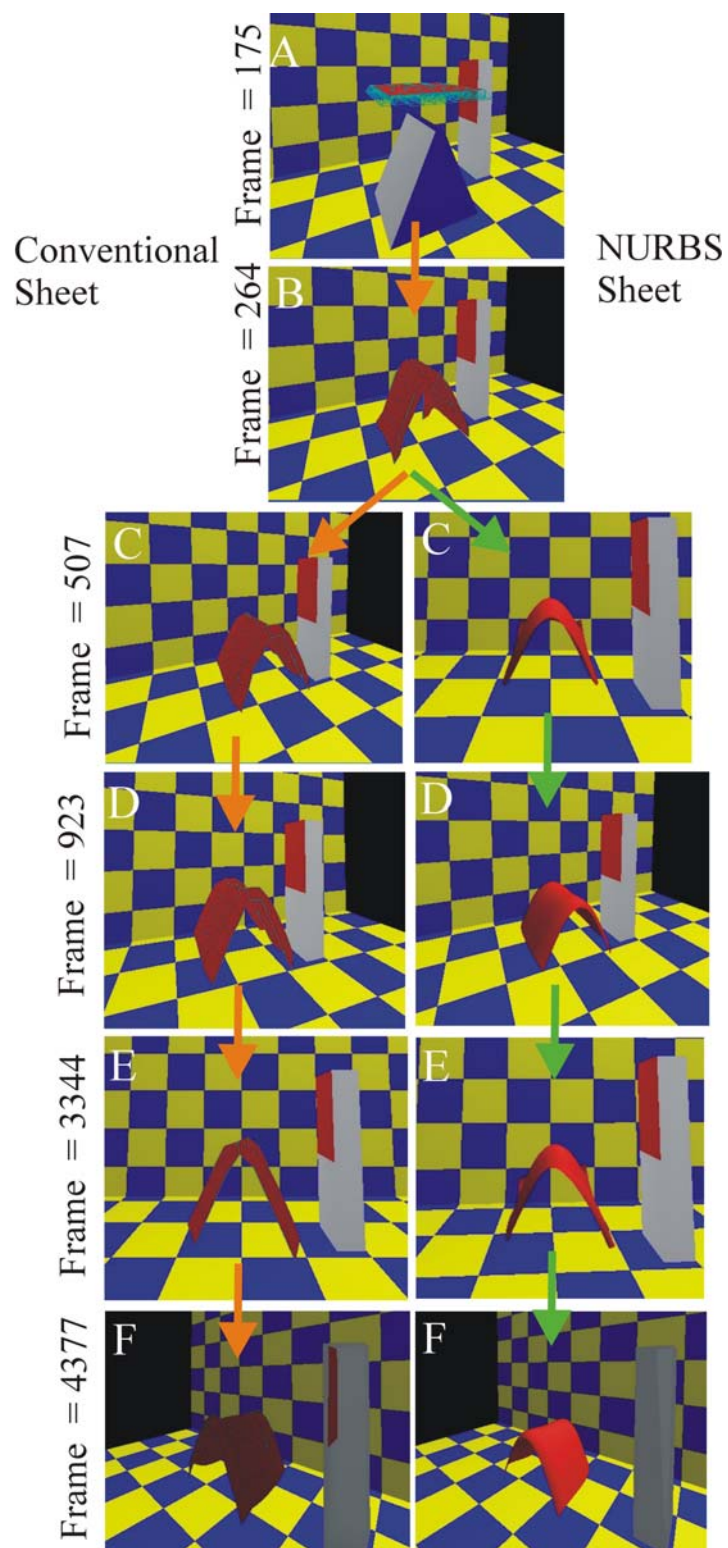 A
Frame = 175
Conventional
Sheet
NURBS
Sheet
B
Frame = 264
C
C
Frame = 507
D
D
Frame = 923
E
E
Frame = 3344
F
F
Frame = 4377